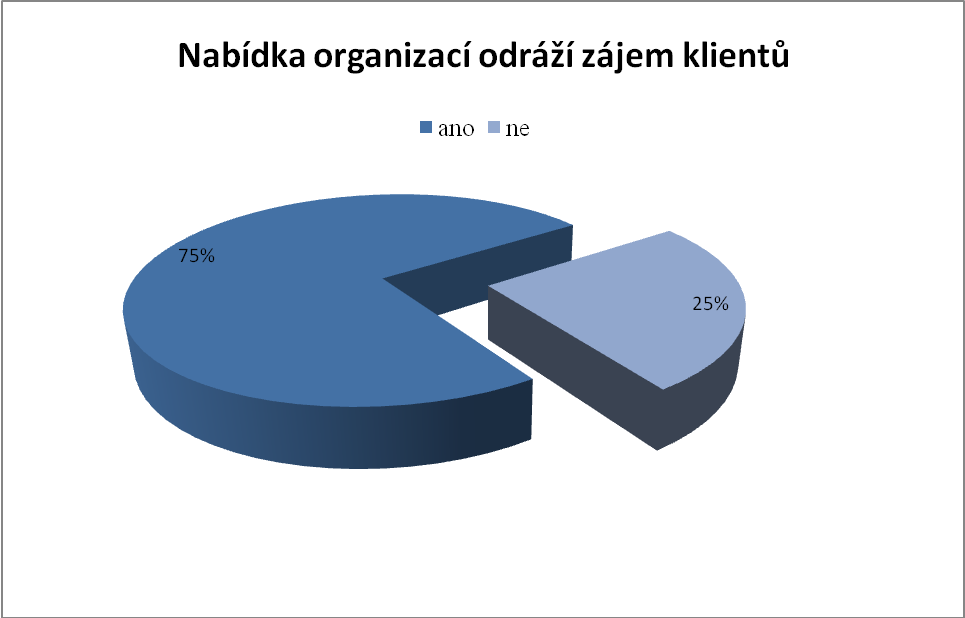 Nabídka organizací odráží zájem klientů
ano ne
75%
25%